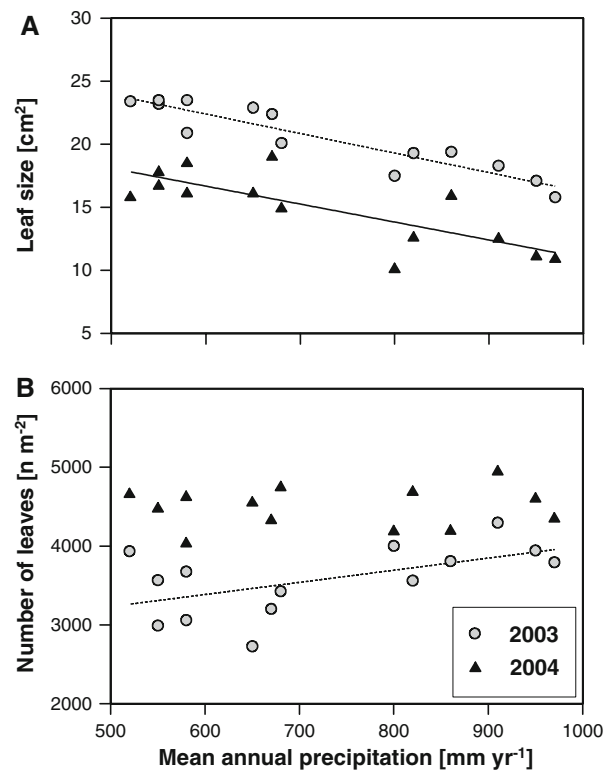 A
30
25
20
15
10
5
Leaf size [cm²]
B
6000
5000
4000
3000
2000
Number of leaves [n m⁻²]
2003
2004
500 600 700 800 900 1000
Mean annual precipitation [mm yr⁻¹]